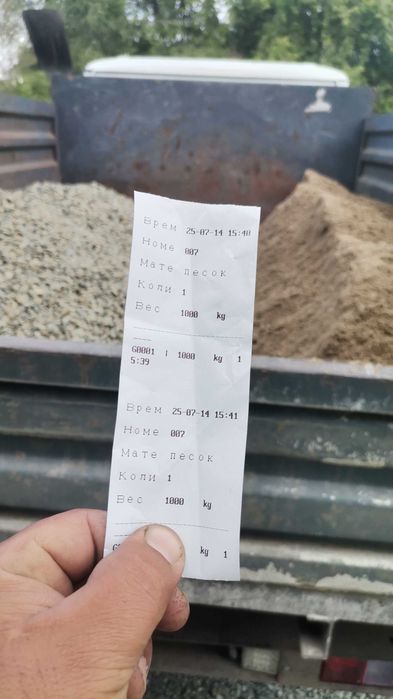 Врем 25-07-14 15:40
Номе 007
Мате песок
Коли 1
Вес 1000 kg
G0001 | 1000 kg 1
5:39
Врем 25-07-14 15:41
Номе 007
Мате песок
Коли 1
Вес 1000 kg
kg 1